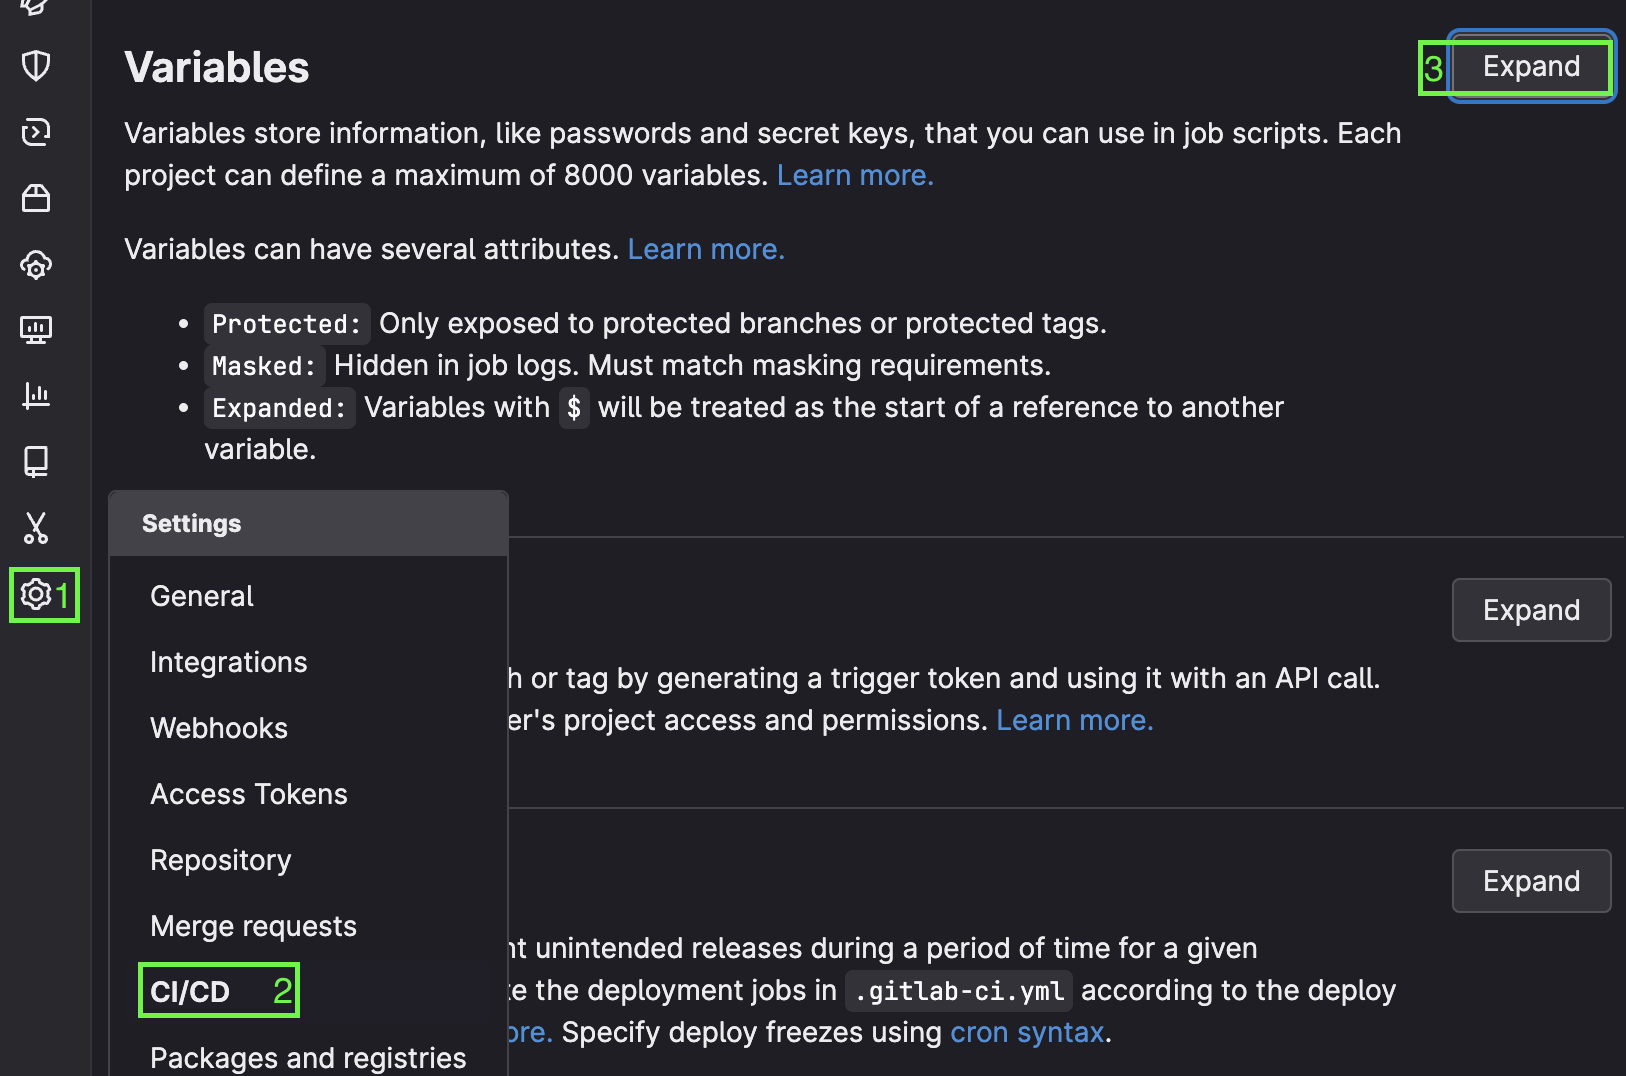 Variables
3 Expand
Variables store information, like passwords and secret keys, that you can use in job scripts. Each
project can define a maximum of 8000 variables. Learn more.
Variables can have several attributes. Learn more.
• Protected: Only exposed to protected branches or protected tags.
• Masked: Hidden in job logs. Must match masking requirements.
• Expanded: Variables with $ will be treated as the start of a reference to another
variable.
Settings
1
General
Expand
Integrations
h or tag by generating a trigger token and using it with an API call.
er's project access and permissions. Learn more.
Webhooks
Access Tokens
Repository
Expand
Merge requests
nt unintended releases during a period of time for a given
CI/CD 2
te the deployment jobs in .gitlab-ci.yml according to the deploy
ore. Specify deploy freezes using cron syntax.
Packages and registries